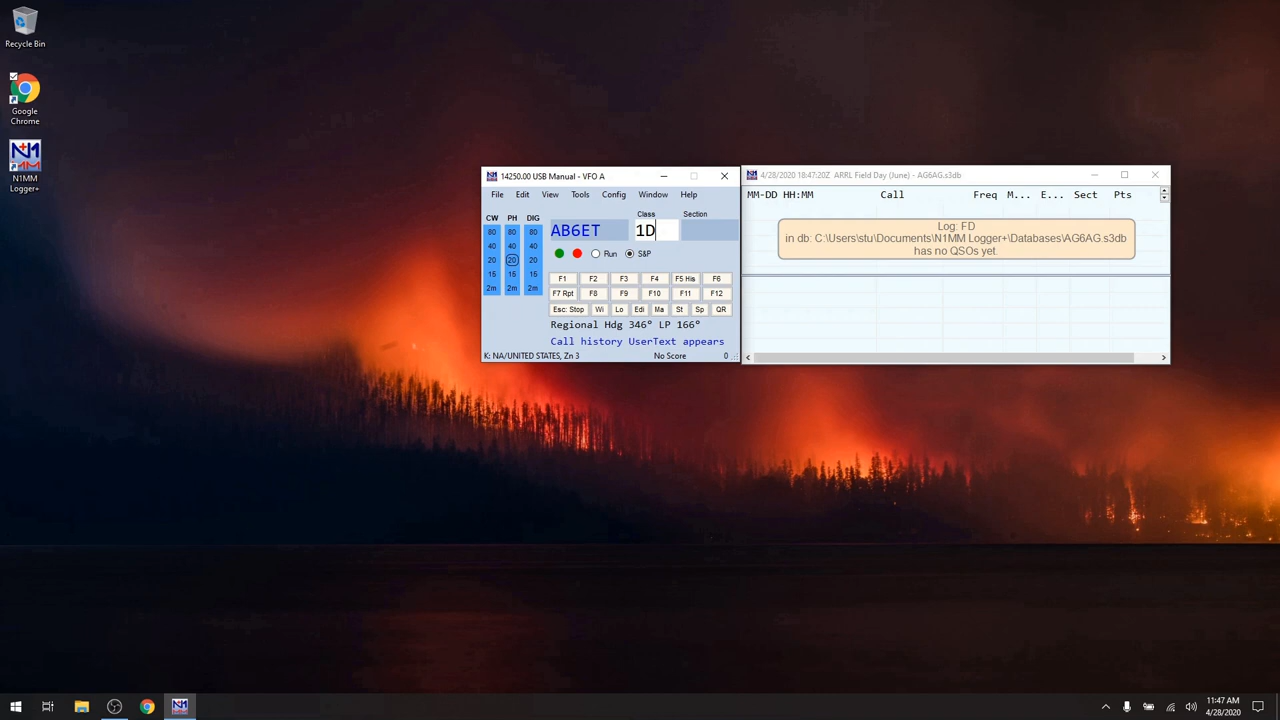 Recycle Bin
Google
Chrome
N1MM
Logger+
14250.00 USB Manual - VFO A
File Edit View Tools Config Window Help
Class Section
CW PH DIG
80 80 80
40 40 40
20 20 20
15 15 15
2m 2m 2m
AB6ET 1D
Run S&P
F1 F2 F3 F4 F5 His F6
F7 Rpt F8 F9 F10 F11 F12
Esc: Stop Wi Lo Edi Ma St Sp QR
Regional Hdg 346° LP 166°
Call history UserText appears
K: NA/UNITED STATES, Zn 3 No Score 0
4/28/2020 18:47:20Z ARRL Field Day (June) - AG6AG.s3db
MM-DD HH:MM Call Freq M... E... Sect Pts
Log: FD
in db: C:\Users\stu\Documents\N1MM Logger+\Databases\AG6AG.s3db
has no QSOs yet.
11:47 AM
4/28/2020